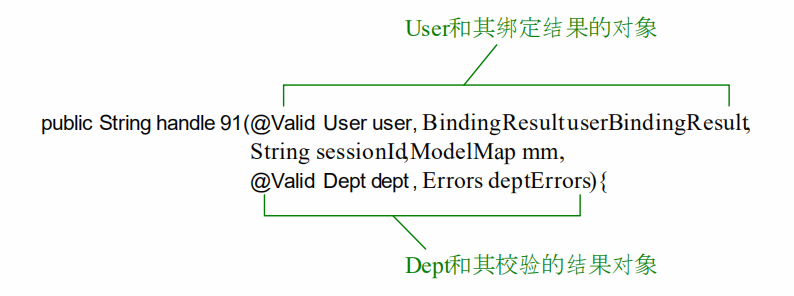 User和其绑定结果的对象
public String handle 91(@Valid User user, BindingResult userBindingResult,
String sessionId,ModelMap mm,
@Valid Dept dept , Errors deptErrors){
Dept和其校验的结果对象